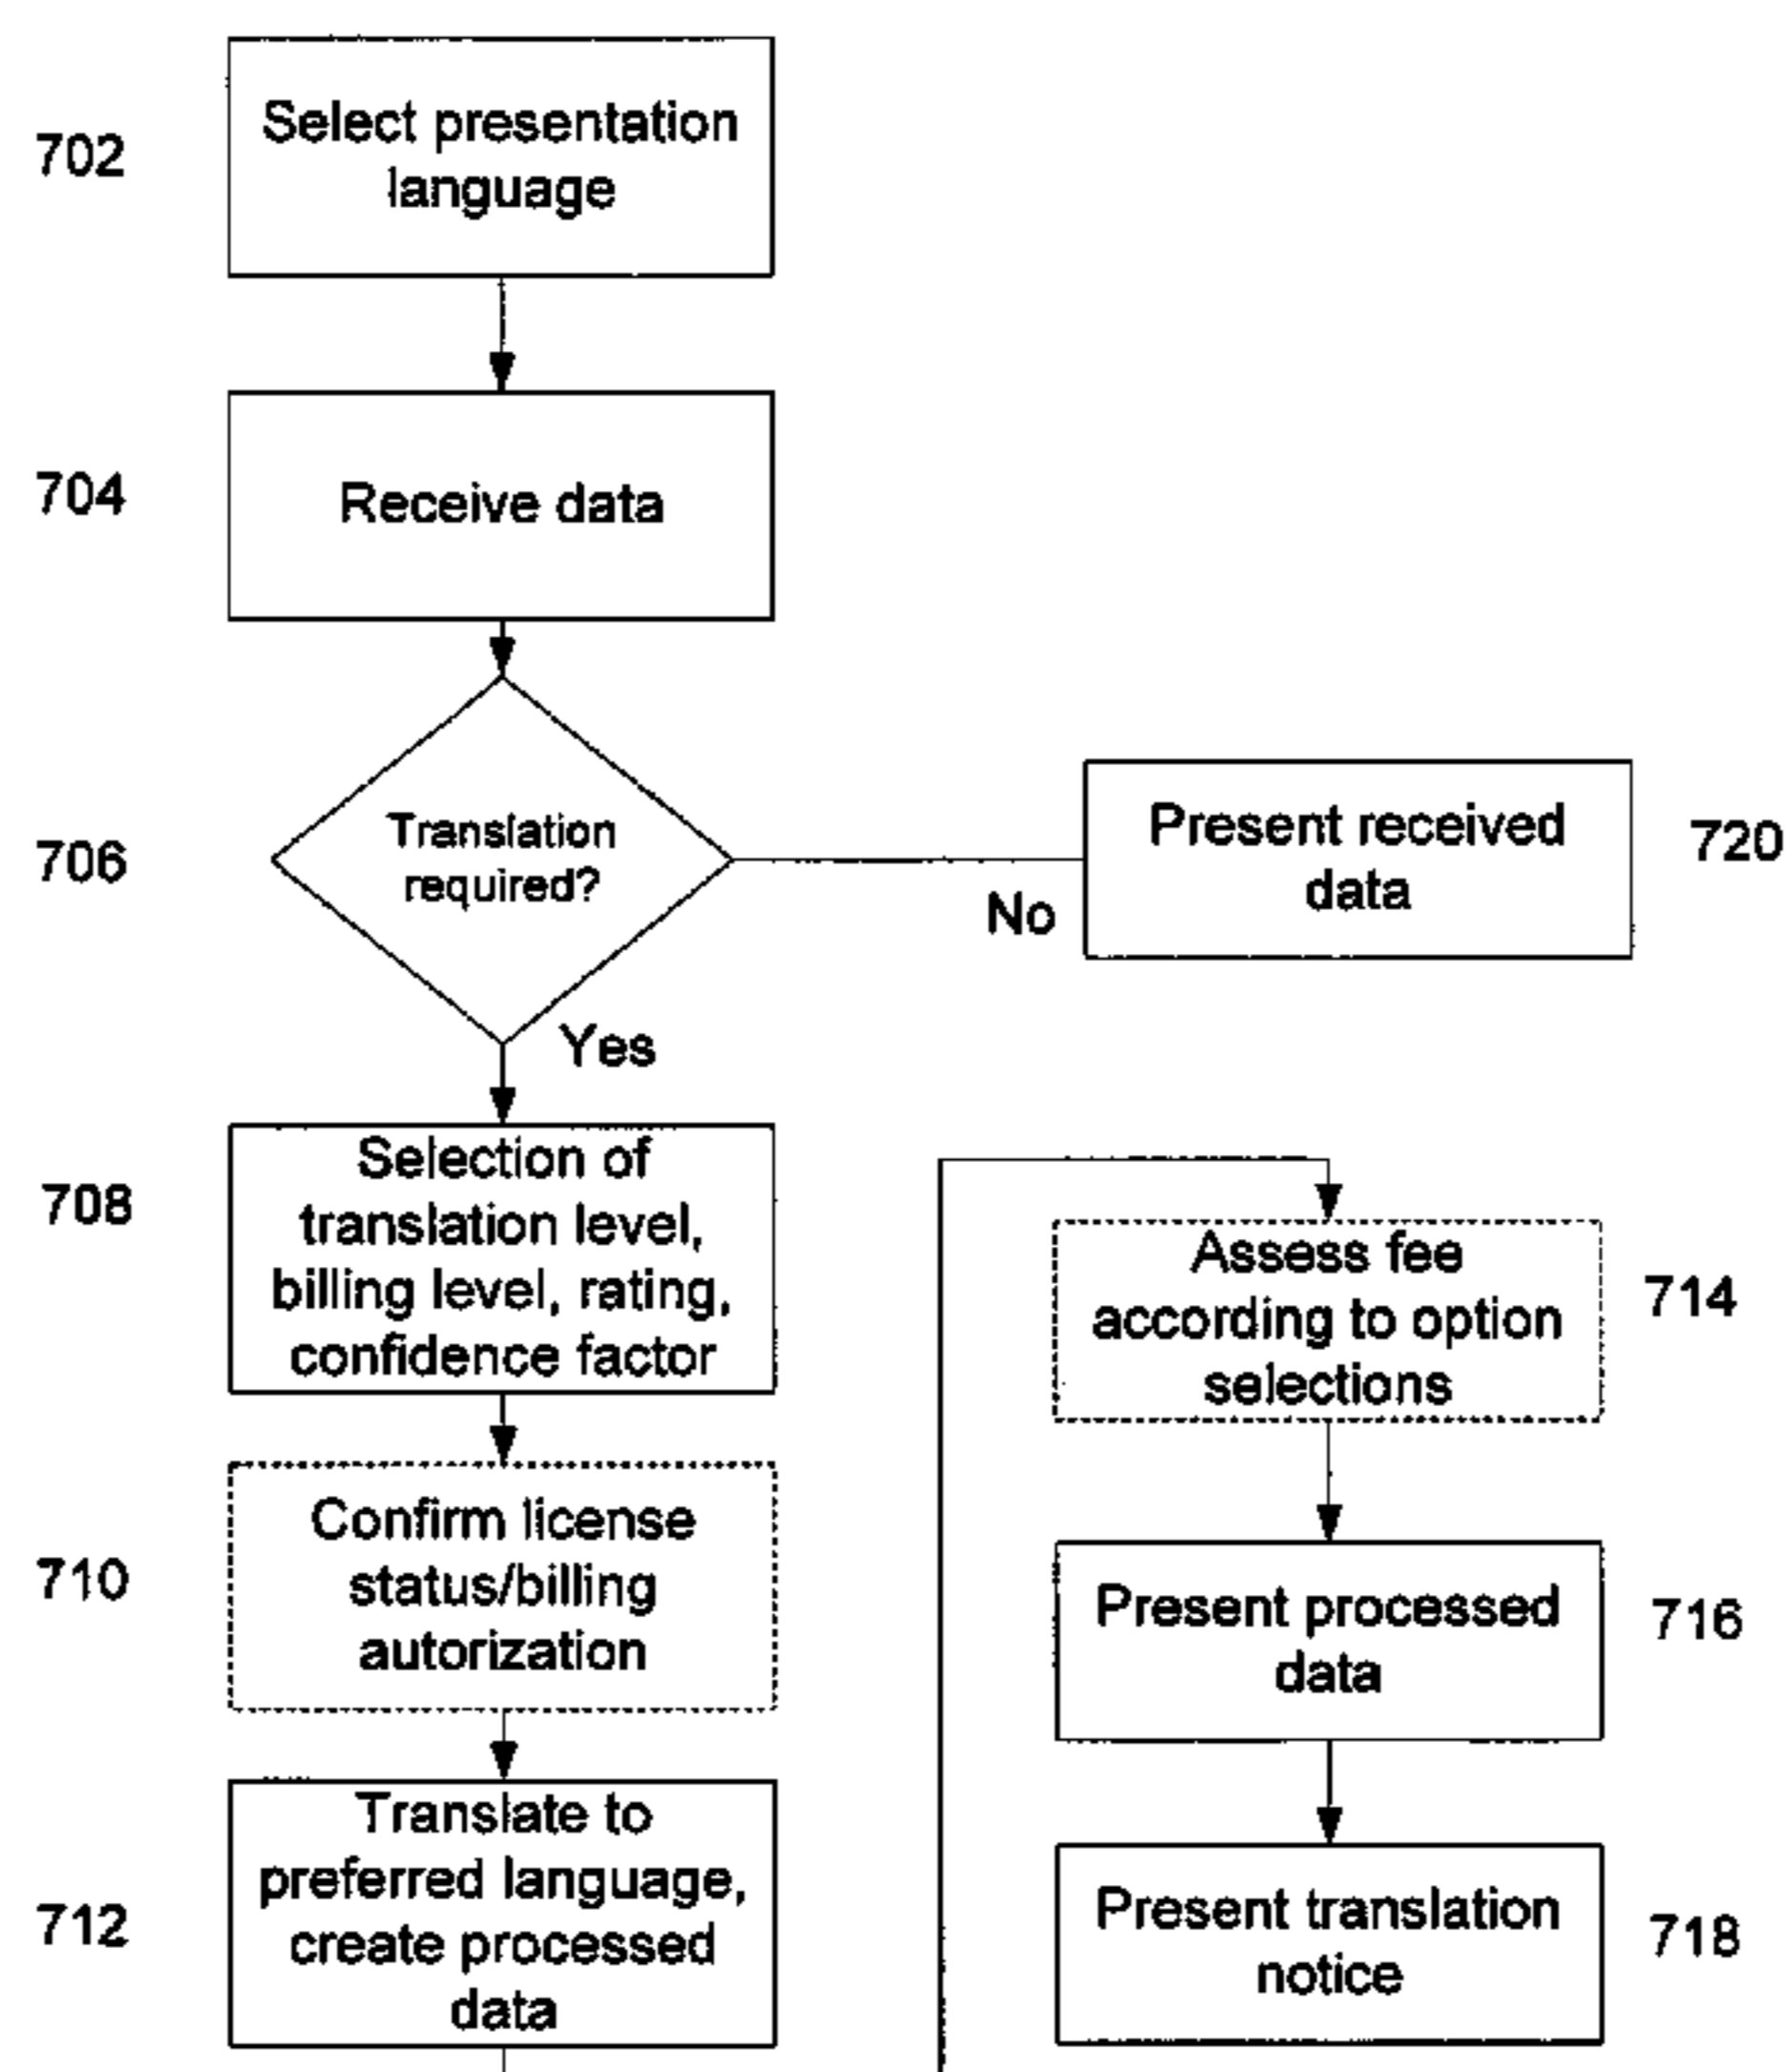 702
Select presentation
language
704
Receive data
706
Translation
required?
No
Present received
data
720
Yes
708
Selection of
translation level,
billing level, rating,
confidence factor
710
Confirm license
status/billing
autorization
712
Translate to
preferred language,
create processed
data
Assess fee
according to option
selections
714
Present processed
data
716
Present translation
notice
718